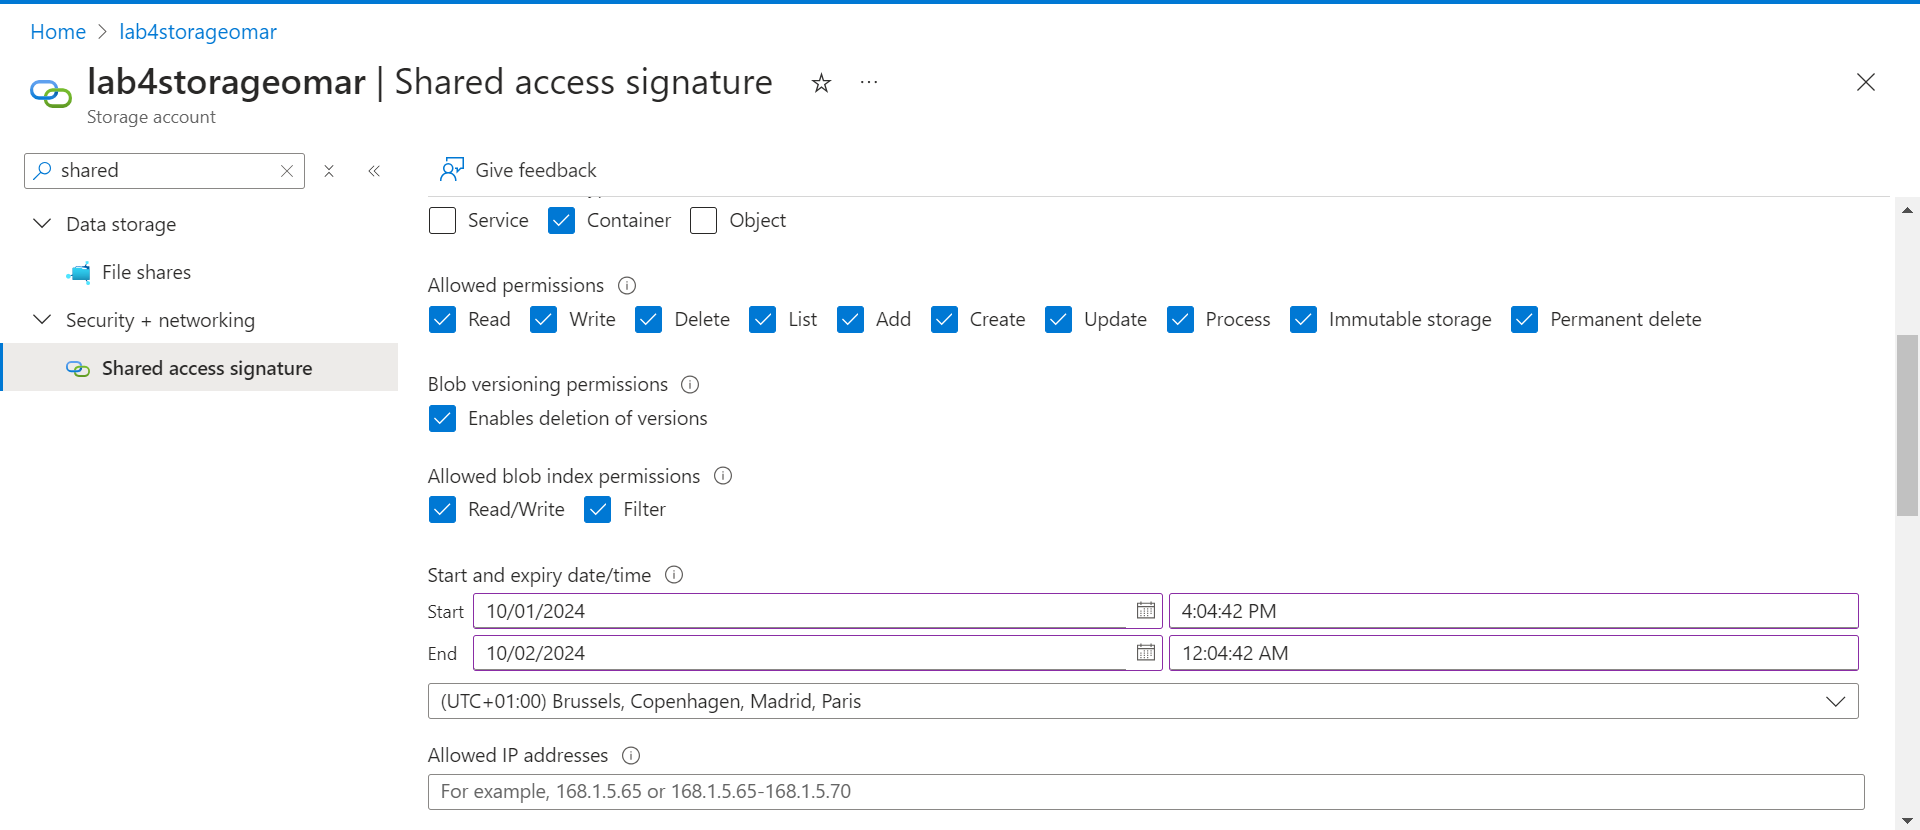 Home > lab4storageomar
lab4storageomar | Shared access signature
Storage account
shared
Give feedback
Data storage
File shares
Security + networking
Shared access signature
Service Container Object
Allowed permissions
Read Write Delete List Add Create Update Process Immutable storage Permanent delete
Blob versioning permissions
Enables deletion of versions
Allowed blob index permissions
Read/Write Filter
Start and expiry date/time
Start 10/01/2024 4:04:42 PM
End 10/02/2024 12:04:42 AM
(UTC+01:00) Brussels, Copenhagen, Madrid, Paris
Allowed IP addresses
For example, 168.1.5.65 or 168.1.5.65-168.1.5.70